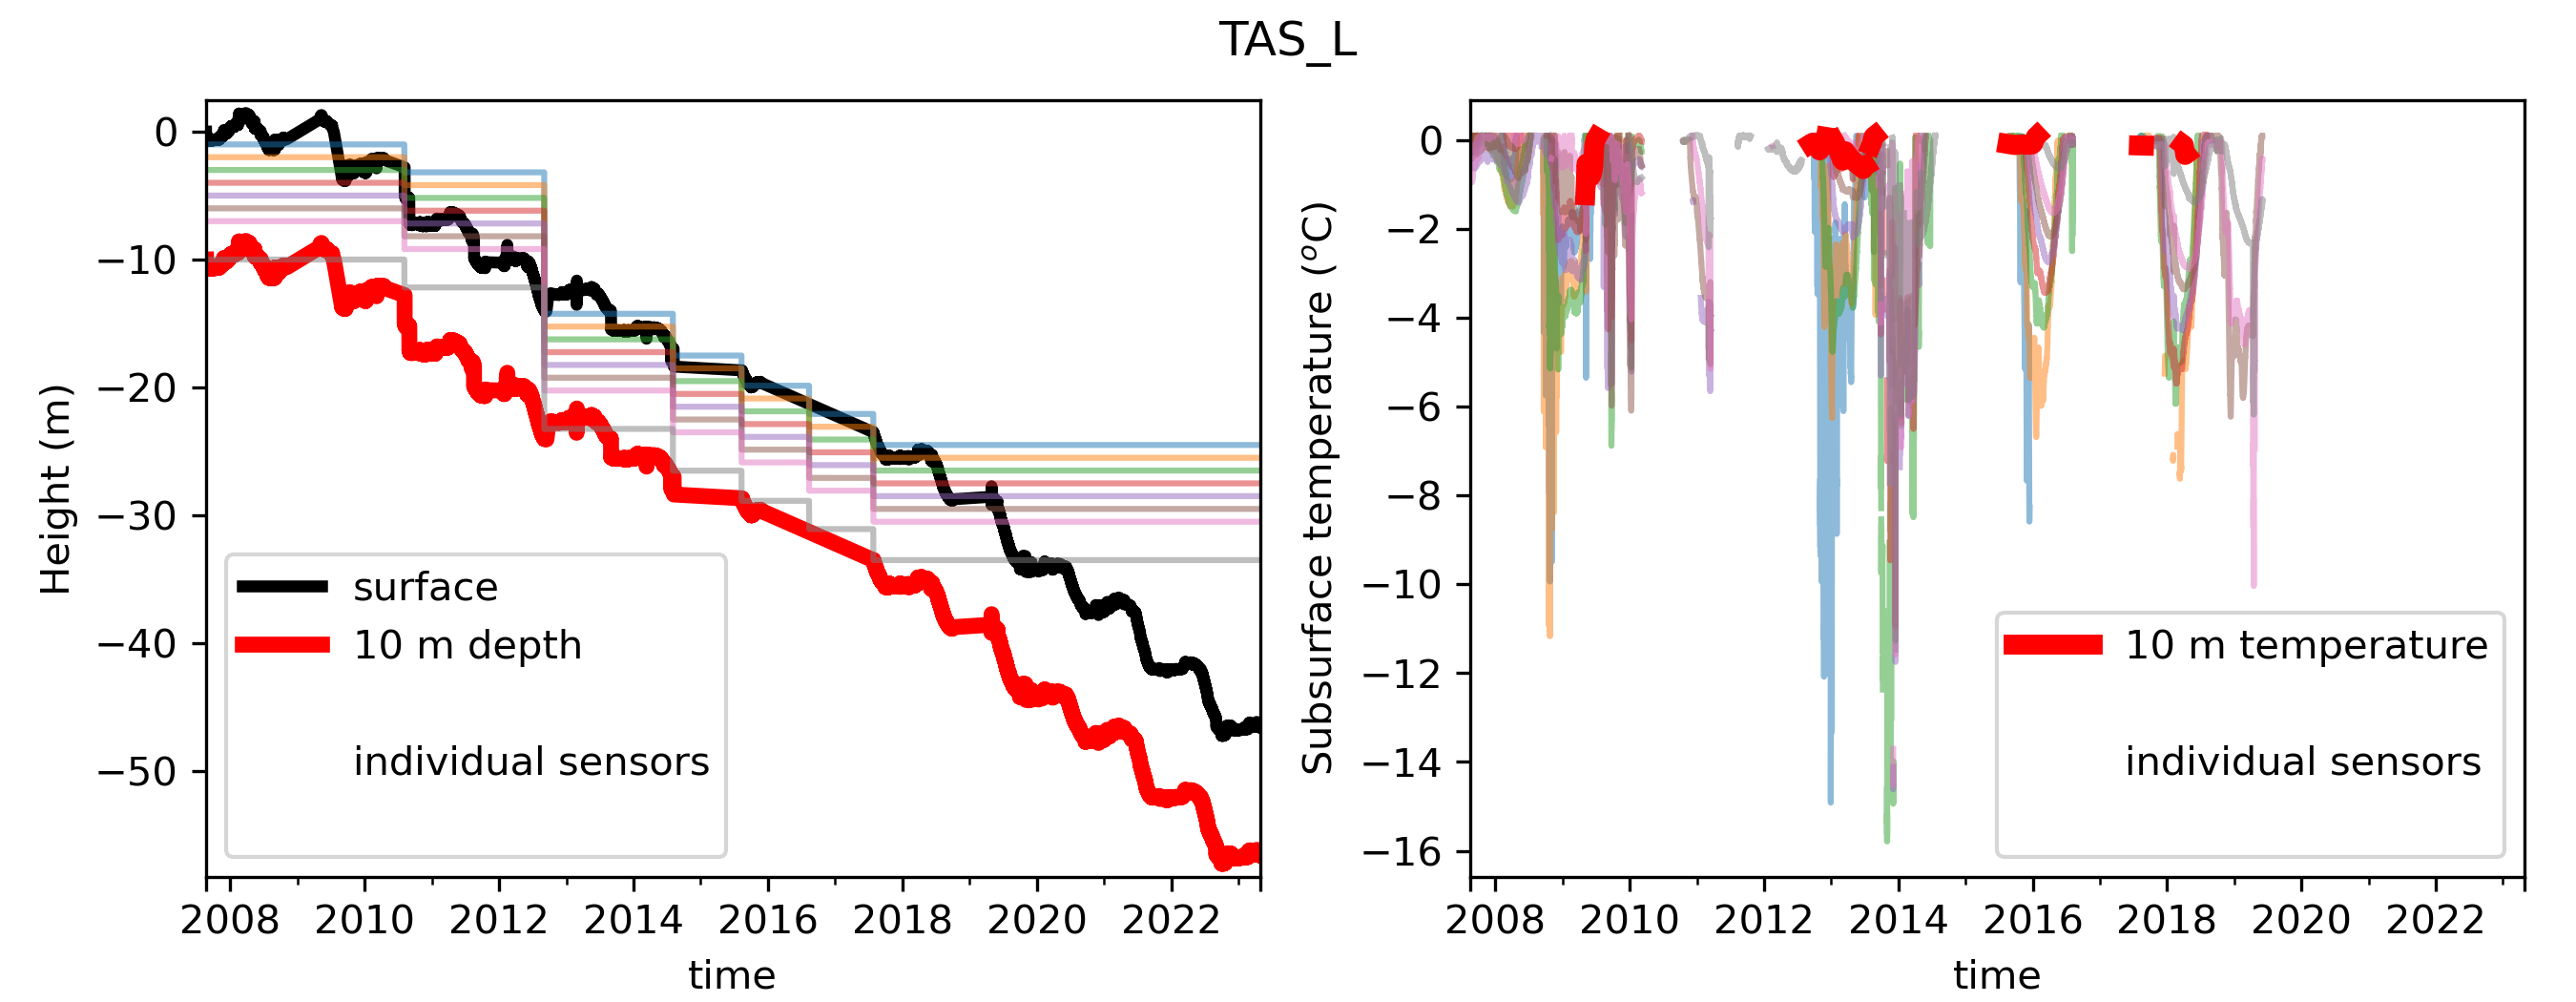 TAS_L
Height (m)
0
−10
−20
−30
−40
−50
surface
10 m depth
individual sensors
2008 2010 2012 2014 2016 2018 2020 2022
time
Subsurface temperature (°C)
0
−2
−4
−6
−8
−10
−12
−14
−16
10 m temperature
individual sensors
2008 2010 2012 2014 2016 2018 2020 2022
time